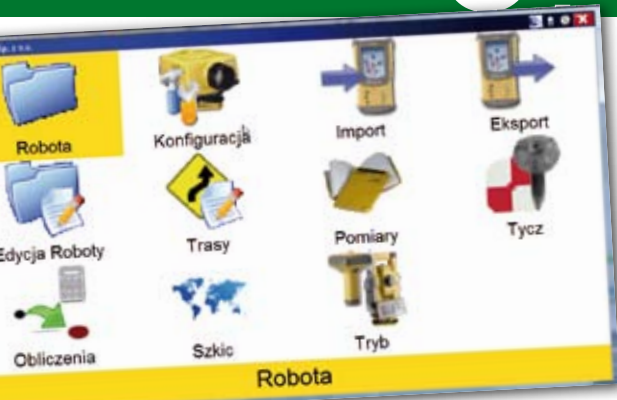 Robota
Konfiguracja
Import
Eksport
Edycja Roboty
Trasy
Pomiary
Tycz
Obliczenia
Szkic
Tryb
Robota